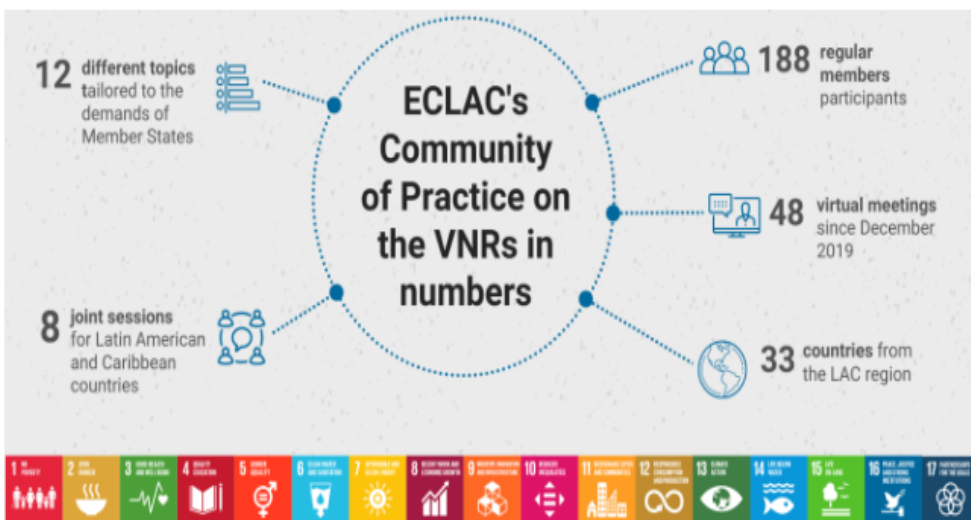 12 different topics
tailored to the
demands of
Member States
8 joint sessions
for Latin American
and Caribbean
countries
ECLAC's
Community
of Practice on
the VNRs in
numbers
188 regular
members
participants
48 virtual meetings
since December
2019
33 countries from
the LAC region
1 NO
POVERTY
2 ZERO
HUNGER
3 GOOD HEALTH
AND WELL-BEING
4 QUALITY
EDUCATION
5 GENDER
EQUALITY
6 CLEAN WATER
AND SANITATION
7 AFFORDABLE AND
CLEAN ENERGY
8 DECENT WORK AND
ECONOMIC GROWTH
9 INDUSTRY, INNOVATION
AND INFRASTRUCTURE
10 REDUCED
INEQUALITIES
11 SUSTAINABLE CITIES
AND COMMUNITIES
12 RESPONSIBLE
CONSUMPTION
AND PRODUCTION
13 CLIMATE
ACTION
14 LIFE BELOW
WATER
15 LIFE
ON LAND
16 PEACE, JUSTICE
AND STRONG
INSTITUTIONS
17 PARTNERSHIPS
FOR THE GOALS